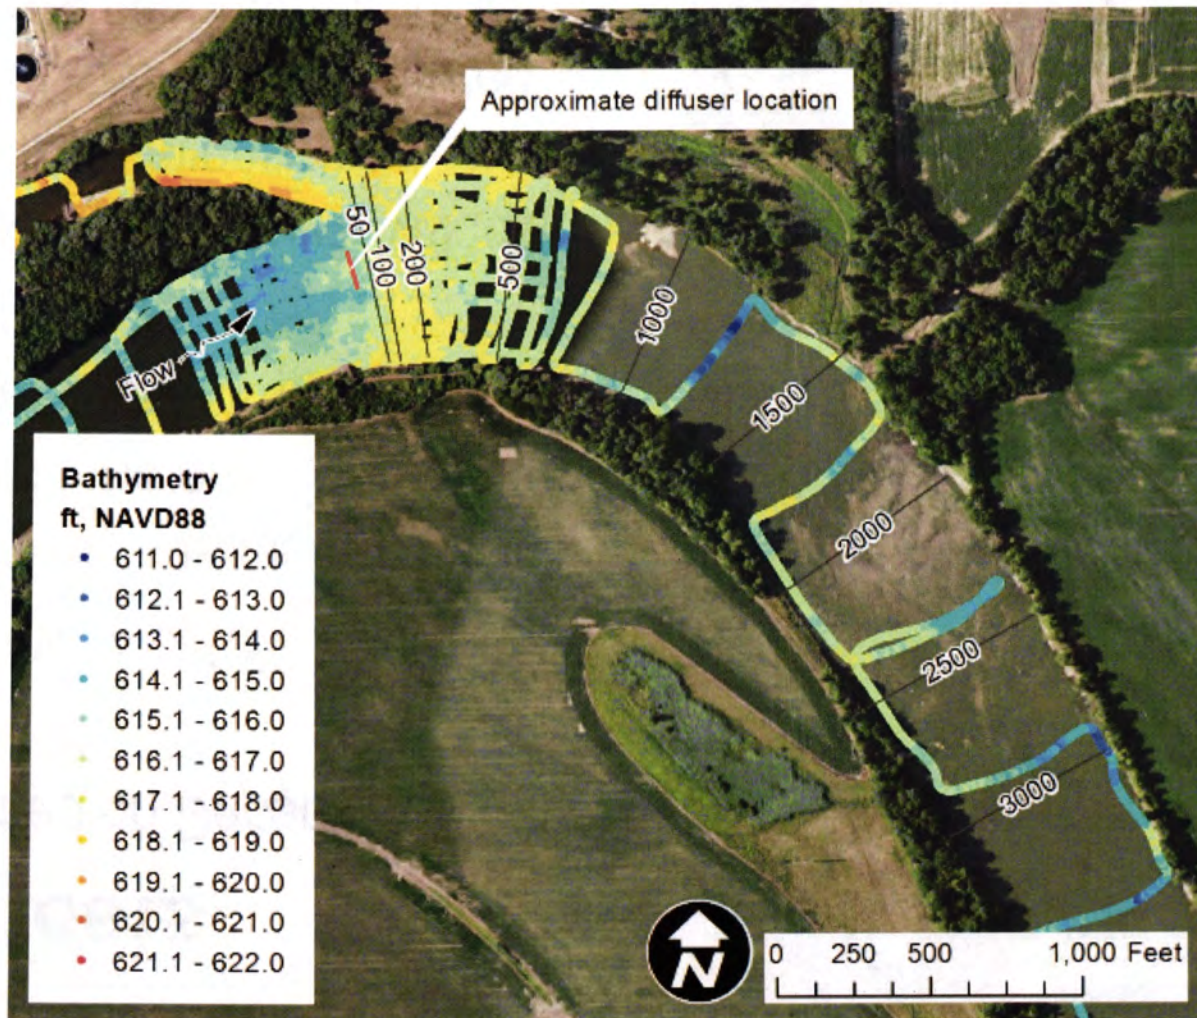 Approximate diffuser location
50
100
200
500
1000
1500
2000
2500
3000
Flow
Bathymetry
ft, NAVD88
611.0 - 612.0
612.1 - 613.0
613.1 - 614.0
614.1 - 615.0
615.1 - 616.0
616.1 - 617.0
617.1 - 618.0
618.1 - 619.0
619.1 - 620.0
620.1 - 621.0
621.1 - 622.0
N
0 250 500 1,000 Feet